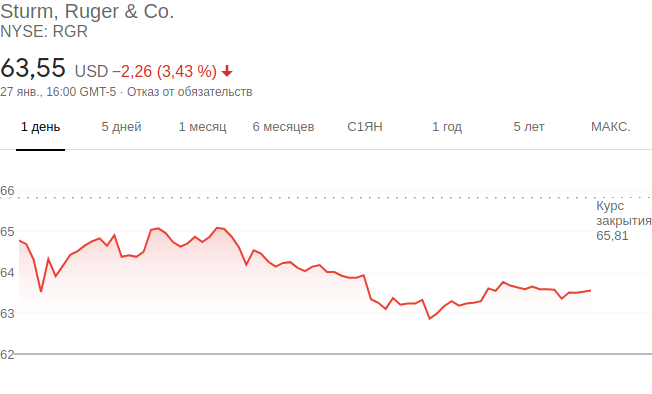 Sturm, Ruger & Co.
NYSE: RGR
63,55 USD −2,26 (3,43 %)
27 янв., 16:00 GMT-5 · Отказ от обязательств
1 день 5 дней 1 месяц 6 месяцев С1ЯН 1 год 5 лет МАКС.
66
Курс
закрытия
65,81
65
64
63
62